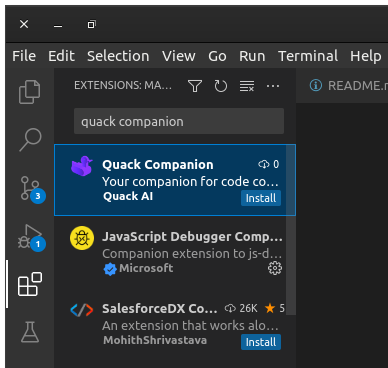 File Edit Selection View Go Run Terminal Help
EXTENSIONS: MA...
README.
quack companion
Quack Companion 0
Your companion for code co...
Quack AI Install
3
JavaScript Debugger Comp...
1
Companion extension to js-d...
Microsoft
SalesforceDX Co... 26K 5
An extension that works alo...
MohithShrivastava Install